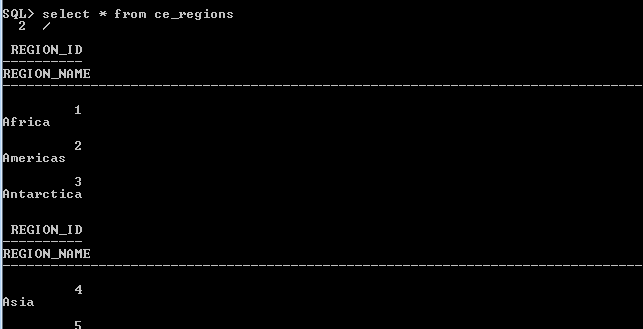 SQL> select * from ce_regions
2 /
REGION_ID
----------
REGION_NAME
--------------------------------------------------------------------------------
1
Africa
2
Americas
3
Antarctica
REGION_ID
----------
REGION_NAME
--------------------------------------------------------------------------------
4
Asia
5